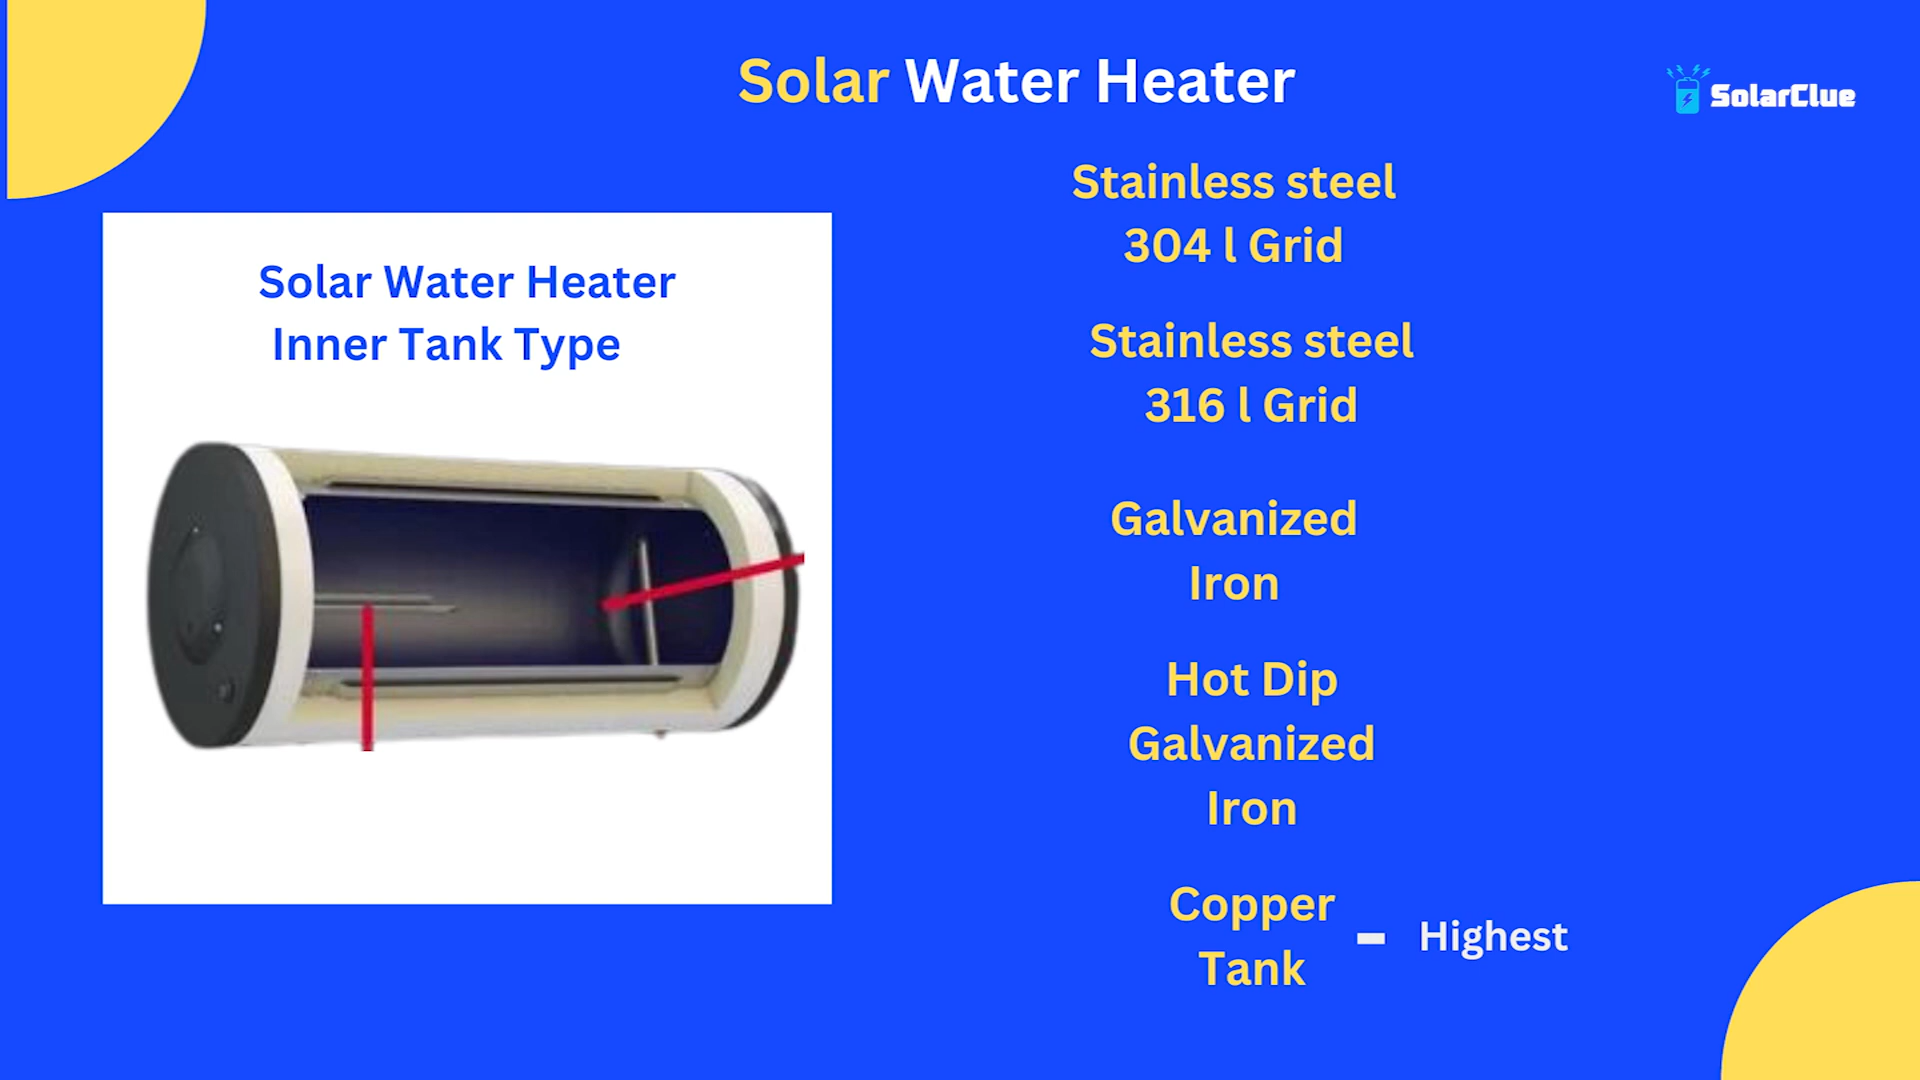 Solar Water Heater
SolarClue
Solar Water Heater
Inner Tank Type
Stainless steel
304 l Grid
Stainless steel
316 l Grid
Galvanized
Iron
Hot Dip
Galvanized
Iron
Copper
Tank
- Highest